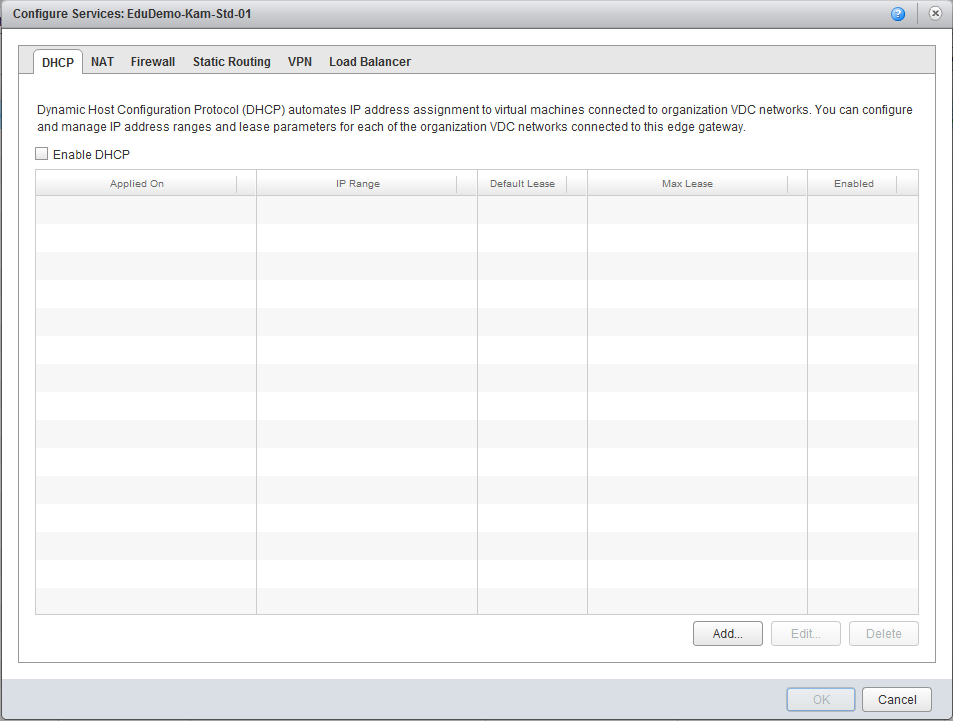 Configure Services: EduDemo-Kam-Std-01
?
DHCP NAT Firewall Static Routing VPN Load Balancer
Dynamic Host Configuration Protocol (DHCP) automates IP address assignment to virtual machines connected to organization VDC networks. You can configure
and manage IP address ranges and lease parameters for each of the organization VDC networks connected to this edge gateway.
Enable DHCP
Applied On IP Range Default Lease Max Lease Enabled
Add... Edit... Delete
OK Cancel